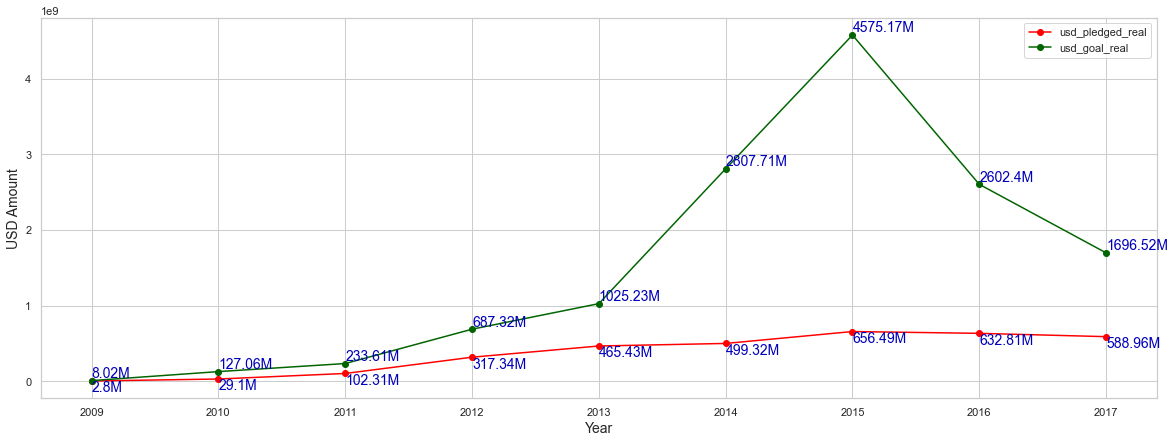 1e9
usd_pledged_real
usd_goal_real
USD Amount
4
3
2
1
0
4575.17M
2807.71M
2602.4M
1696.52M
1025.23M
687.32M
233.61M
127.06M
8.02M
2.8M
29.1M
102.31M
317.34M
465.43M
499.32M
656.49M
632.81M
588.96M
2009 2010 2011 2012 2013 2014 2015 2016 2017
Year